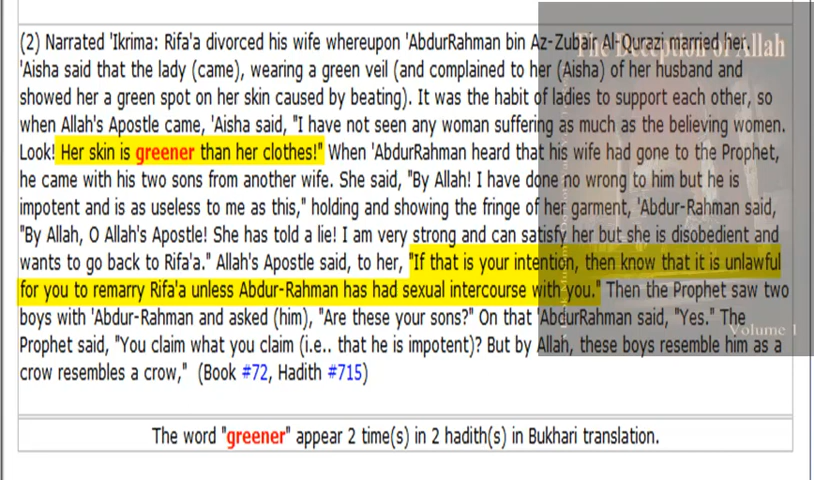 (2) Narrated 'Ikrima: Rifa'a divorced his wife whereupon 'AbdurRahman bin Az-Zubair Al-Qurazi married her.
'Aisha said that the lady (came), wearing a green veil (and complained to her (Aisha) of her husband and
showed her a green spot on her skin caused by beating). It was the habit of ladies to support each other, so
when Allah's Apostle came, 'Aisha said, "I have not seen any woman suffering as much as the believing women.
Look! Her skin is greener than her clothes!" When 'AbdurRahman heard that his wife had gone to the Prophet,
he came with his two sons from another wife. She said, "By Allah! I have done no wrong to him but he is
impotent and is as useless to me as this," holding and showing the fringe of her garment, 'Abdur-Rahman said,
"By Allah, O Allah's Apostle! She has told a lie! I am very strong and can satisfy her but she is disobedient and
wants to go back to Rifa'a." Allah's Apostle said, to her, "If that is your intention, then know that it is unlawful
for you to remarry Rifa'a unless Abdur-Rahman has had sexual intercourse with you." Then the Prophet saw two
boys with 'Abdur-Rahman and asked (him), "Are these your sons?" On that 'AbdurRahman said, "Yes." The
Prophet said, "You claim what you claim (i.e.. that he is impotent)? But by Allah, these boys resemble him as a
crow resembles a crow," (Book #72, Hadith #715)
The word "greener" appear 2 time(s) in 2 hadith(s) in Bukhari translation.
The Deception of Allah
Volume 1